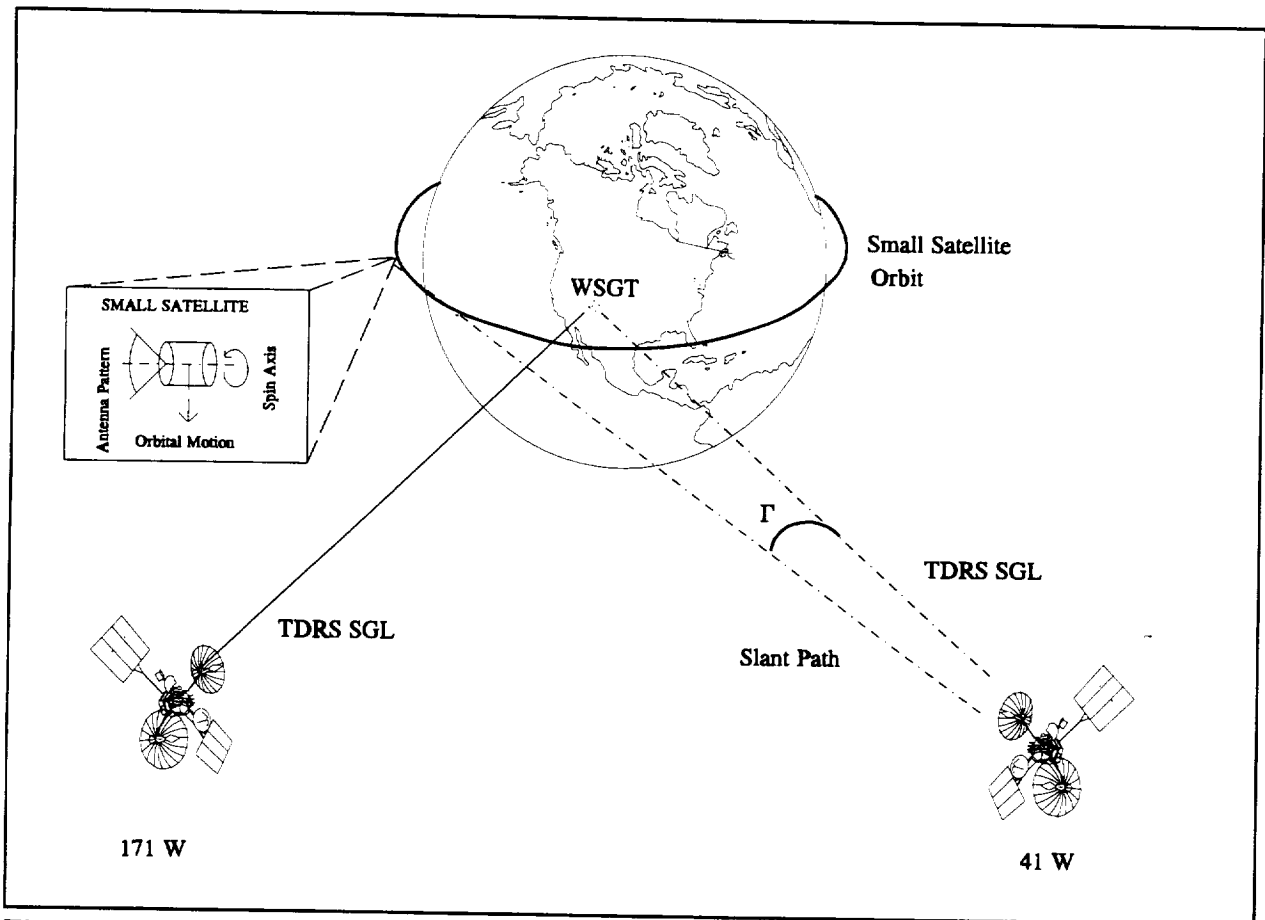 Small Satellite
Orbit
WSGT
SMALL SATELLITE
Antenna Pattern
Spin Axis
Orbital Motion
Γ
TDRS SGL
TDRS SGL
Slant Path
171 W
41 W